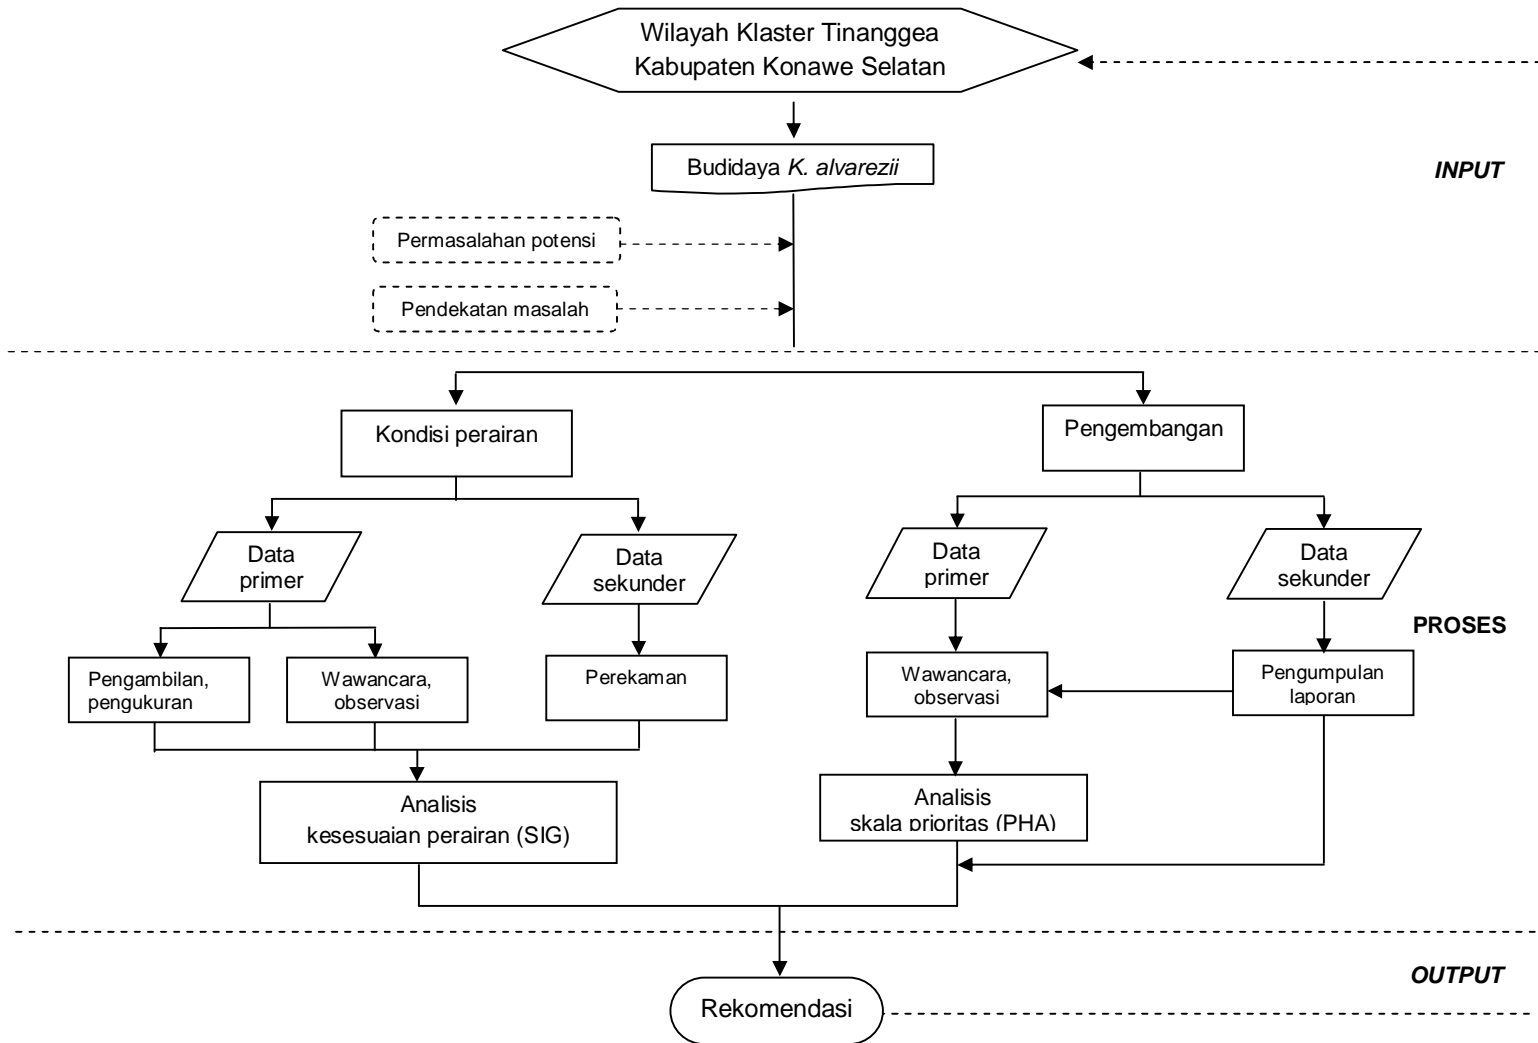 Wilayah Klaster Tinanggea
Kabupaten Konawe Selatan
Budidaya K. alvarezii
INPUT
Permasalahan potensi
Pendekatan masalah
Kondisi perairan
Pengembangan
Data
primer
Data
sekunder
Data
primer
Data
sekunder
PROSES
Pengambilan,
pengukuran
Wawancara,
observasi
Perekaman
Wawancara,
observasi
Pengumpulan
laporan
Analisis
kesesuaian perairan (SIG)
Analisis
skala prioritas (PHA)
OUTPUT
Rekomendasi